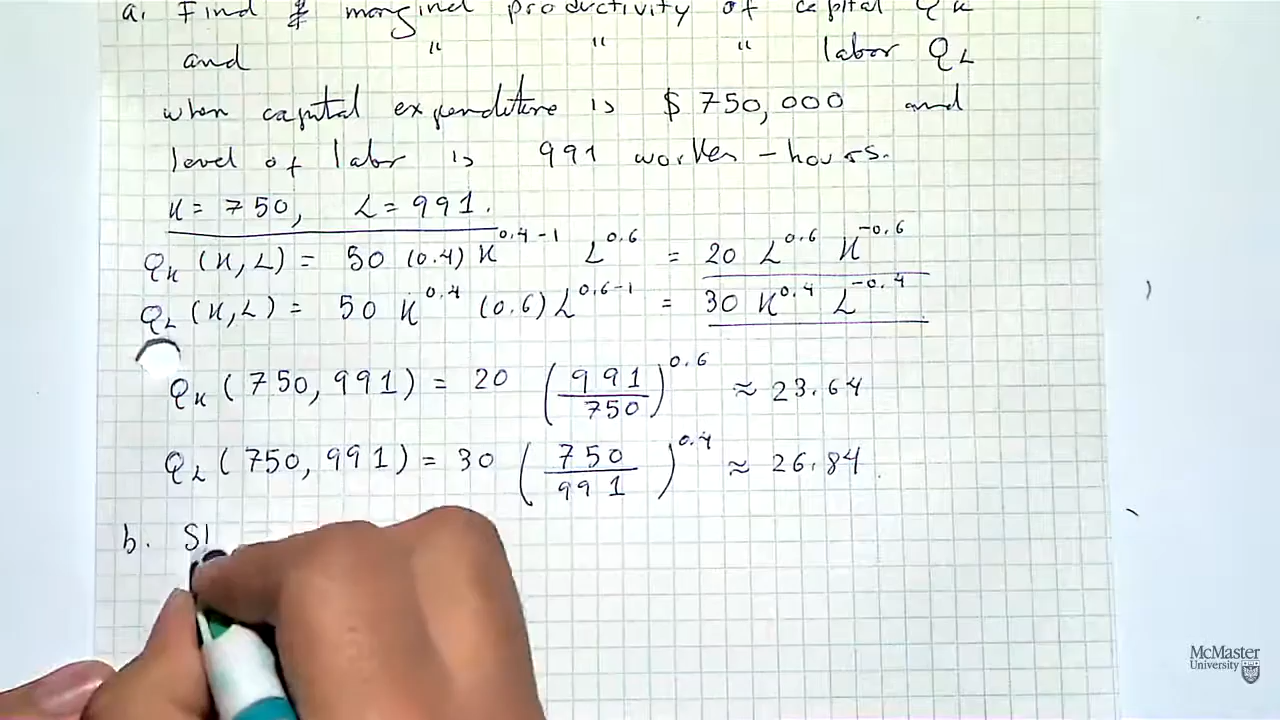 a. Find marginal productivity of capital QK
and " " " labor QL
when capital expenditure is $ 750,000 and
level of labor is 991 worker-hours.
K = 750, L = 991.
QK (K,L) = 50 (0.4) K^0.4-1 L^0.6 = 20 L^0.6 K^-0.6
QL (K,L) = 50 K^0.4 (0.6) L^0.6-1 = 30 K^0.4 L^-0.4
QK (750,991) = 20 (991/750)^0.6 ≈ 23.64
QL (750,991) = 30 (750/991)^0.4 ≈ 26.84
b. Sh
McMaster
University